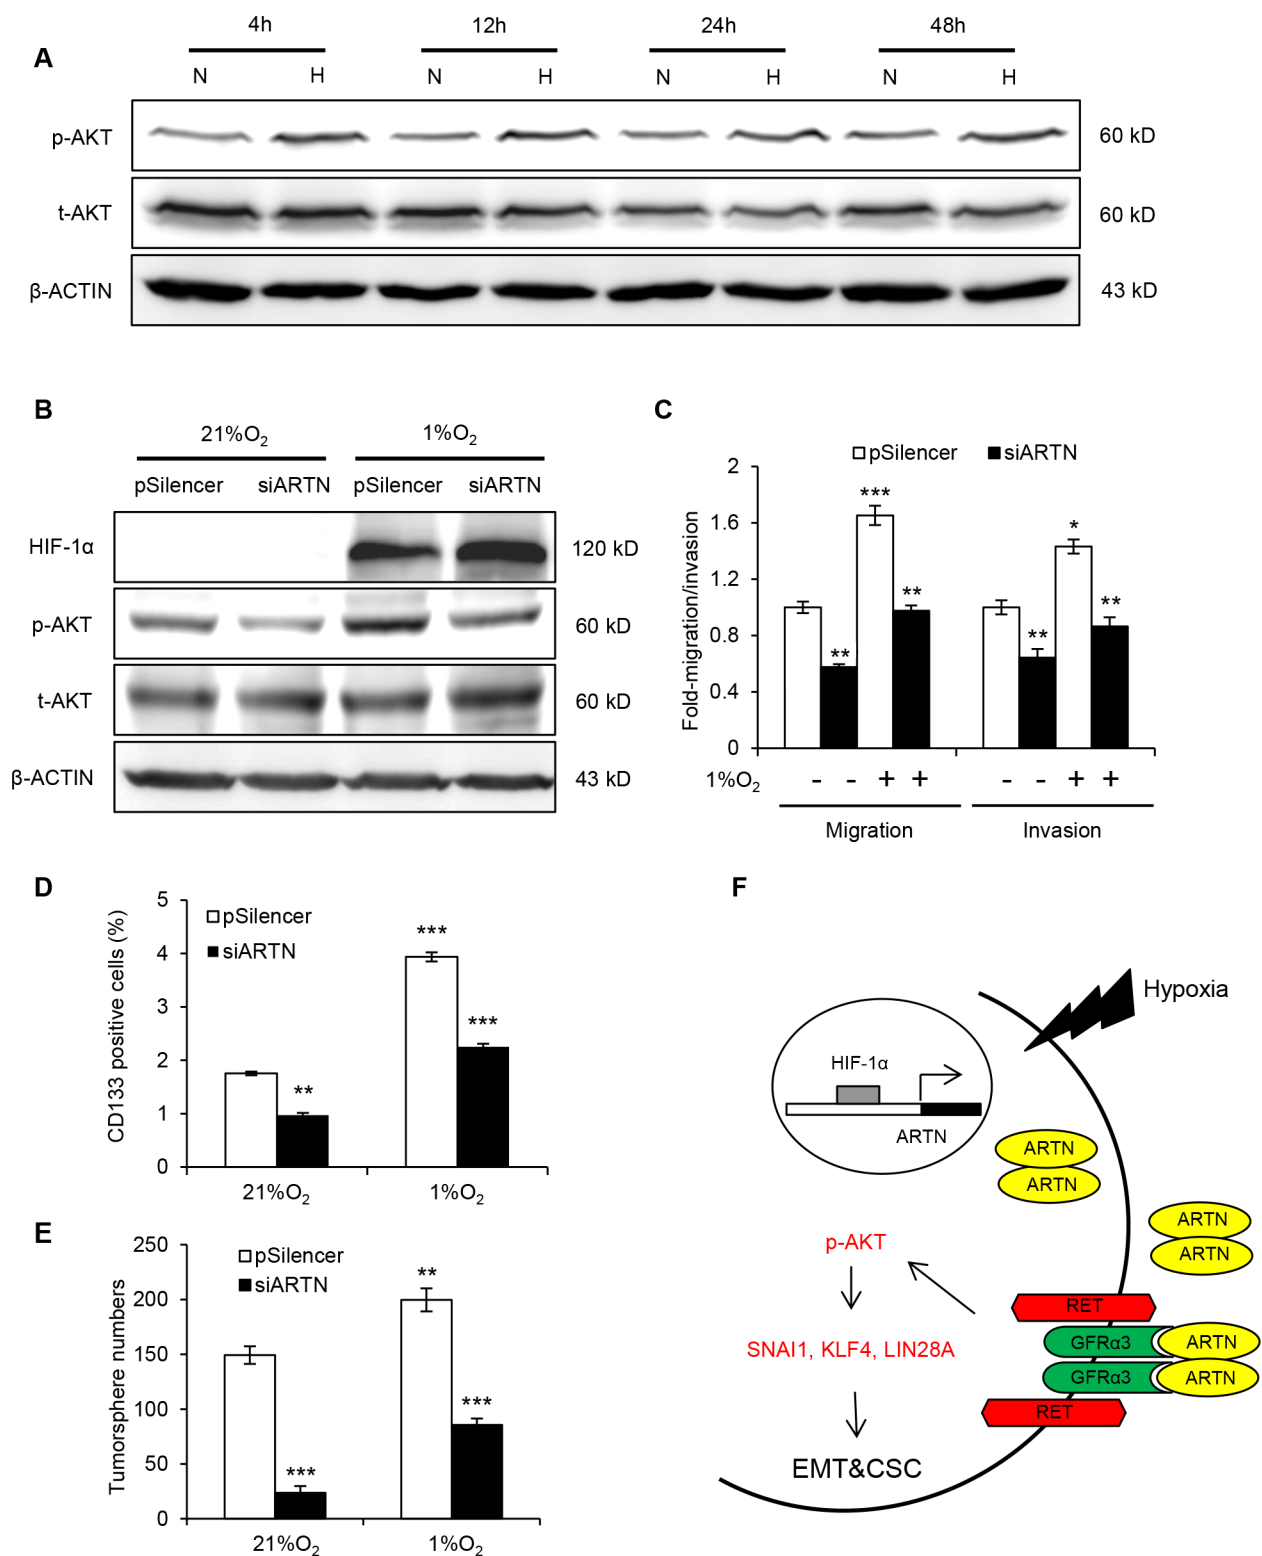 A
4h 12h 24h 48h
N H N H N H N H
p-AKT 60 kD
t-AKT 60 kD
β-ACTIN 43 kD
B
21%O2 1%O2
pSilencer siARTN pSilencer siARTN
HIF-1α 120 kD
p-AKT 60 kD
t-AKT 60 kD
β-ACTIN 43 kD
C
pSilencer siARTN
Fold-migration/invasion
2
1.6
1.2
0.8
0.4
0
** *** ** ** * **
1%O2 - - + + - - + +
Migration Invasion
D
pSilencer
siARTN
CD133 positive cells (%)
5
4
3
2
1
0
** *** ***
21%O2 1%O2
E
pSilencer
siARTN
Tumorsphere numbers
250
200
150
100
50
0
*** ** ***
21%O2 1%O2
F
Hypoxia
HIF-1α
ARTN
ARTN
ARTN
ARTN
ARTN
p-AKT
RET
GFRα3 ARTN
GFRα3 ARTN
RET
SNAI1, KLF4, LIN28A
EMT&CSC